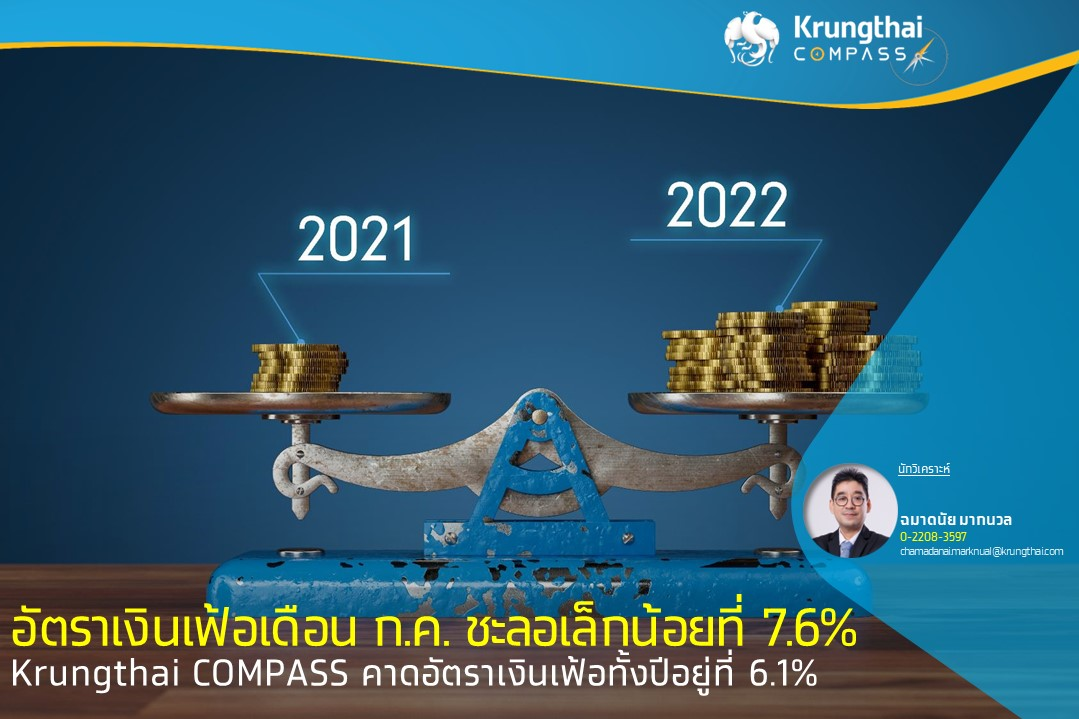 Krungthai
COMPASS
2021
2022
นักวิเคราะห์
ฉมาดนัย มากนวล
0-2208-3597
chamadanai.marknual@krungthai.com
อัตราเงินเฟ้อเดือน ก.ค. ชะลอเล็กน้อยที่ 7.6%
Krungthai COMPASS คาดอัตราเงินเฟ้อทั้งปีอยู่ที่ 6.1%